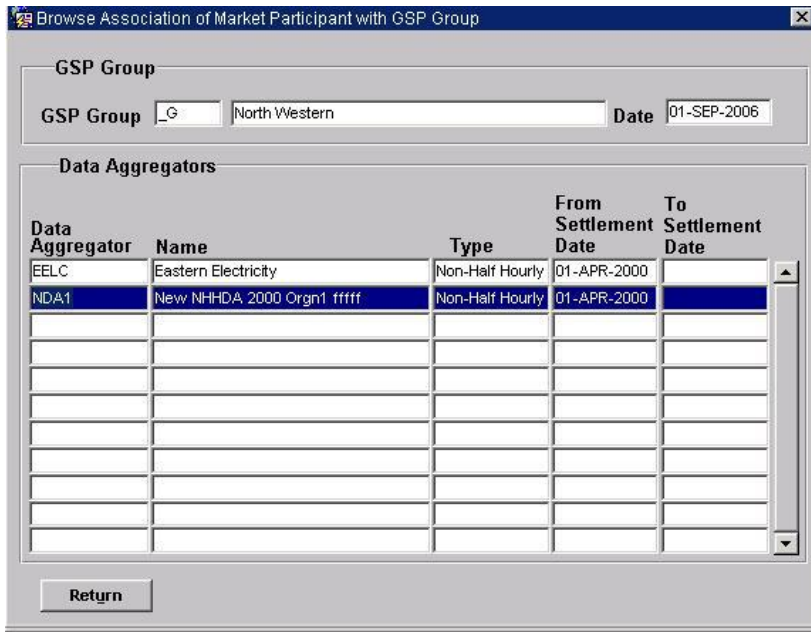 Browse Association of Market Participant with GSP Group
GSP Group
GSP Group _G North Western Date 01-SEP-2006
Data Aggregators
Data Aggregator Name Type From Settlement Date To Settlement Date
EELC Eastern Electricity Non-Half Hourly 01-APR-2000
NDA1 New NHHDA 2000 Orgn1 fffff Non-Half Hourly 01-APR-2000
Return